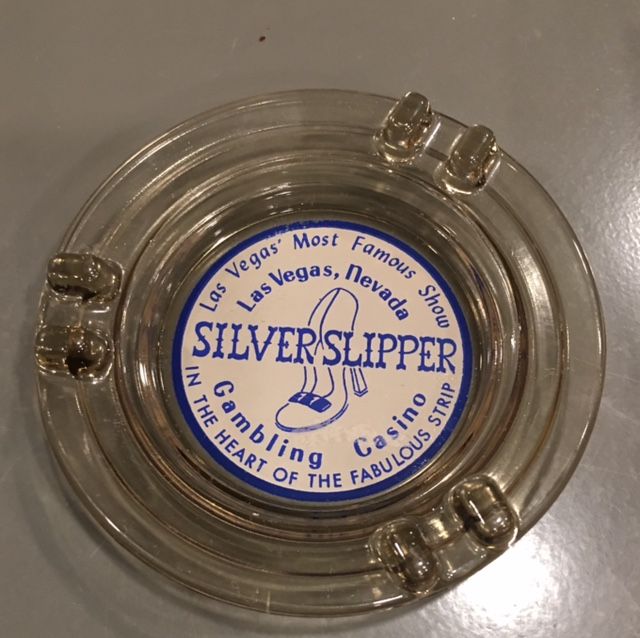 Las Vegas' Most Famous Show
Las Vegas, Nevada
SILVER SLIPPER
Gambling Casino
IN THE HEART OF THE FABULOUS STRIP